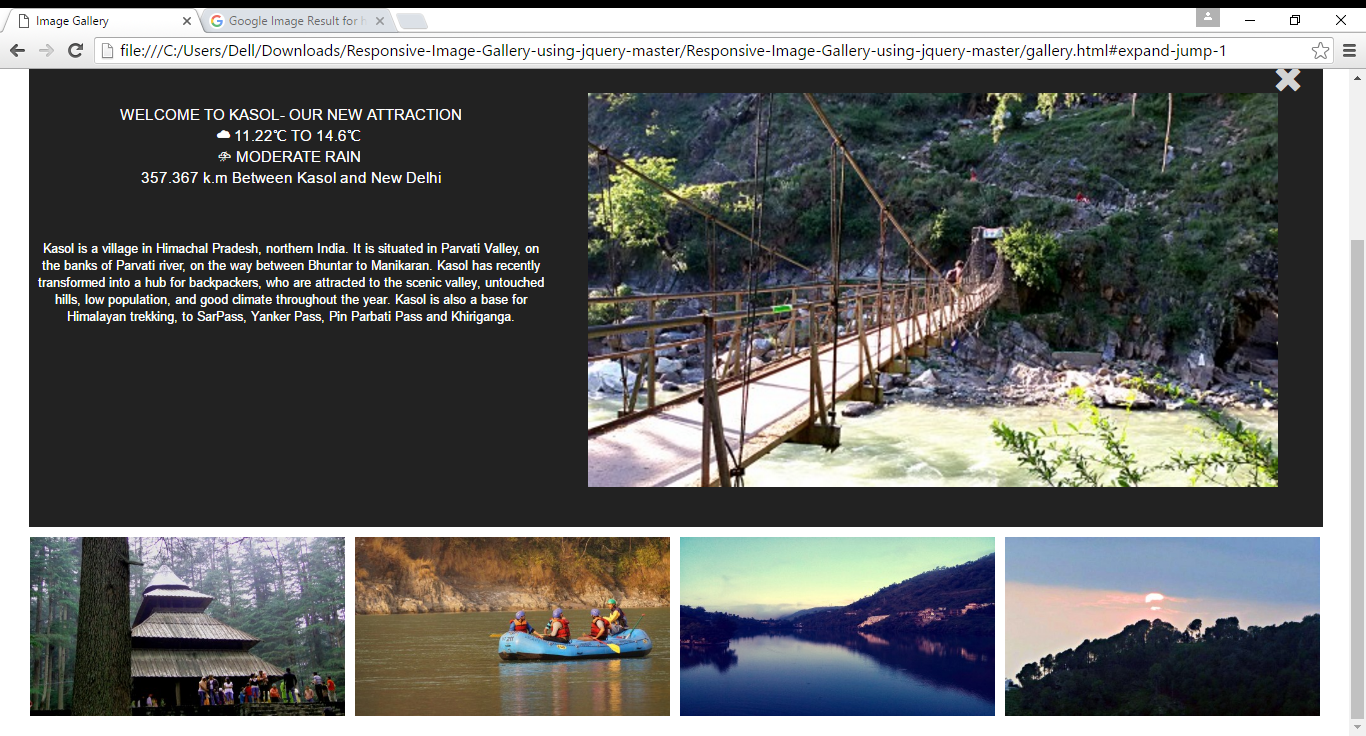 Image Gallery
Google Image Result for h
file:///C:/Users/Dell/Downloads/Responsive-Image-Gallery-using-jquery-master/Responsive-Image-Gallery-using-jquery-master/gallery.html#expand-jump-1
WELCOME TO KASOL- OUR NEW ATTRACTION
11.22℃ TO 14.6℃
MODERATE RAIN
357.367 k.m Between Kasol and New Delhi
Kasol is a village in Himachal Pradesh, northern India. It is situated in Parvati Valley, on
the banks of Parvati river, on the way between Bhuntar to Manikaran. Kasol has recently
transformed into a hub for backpackers, who are attracted to the scenic valley, untouched
hills, low population, and good climate throughout the year. Kasol is also a base for
Himalayan trekking, to SarPass, Yanker Pass, Pin Parbati Pass and Khiriganga.